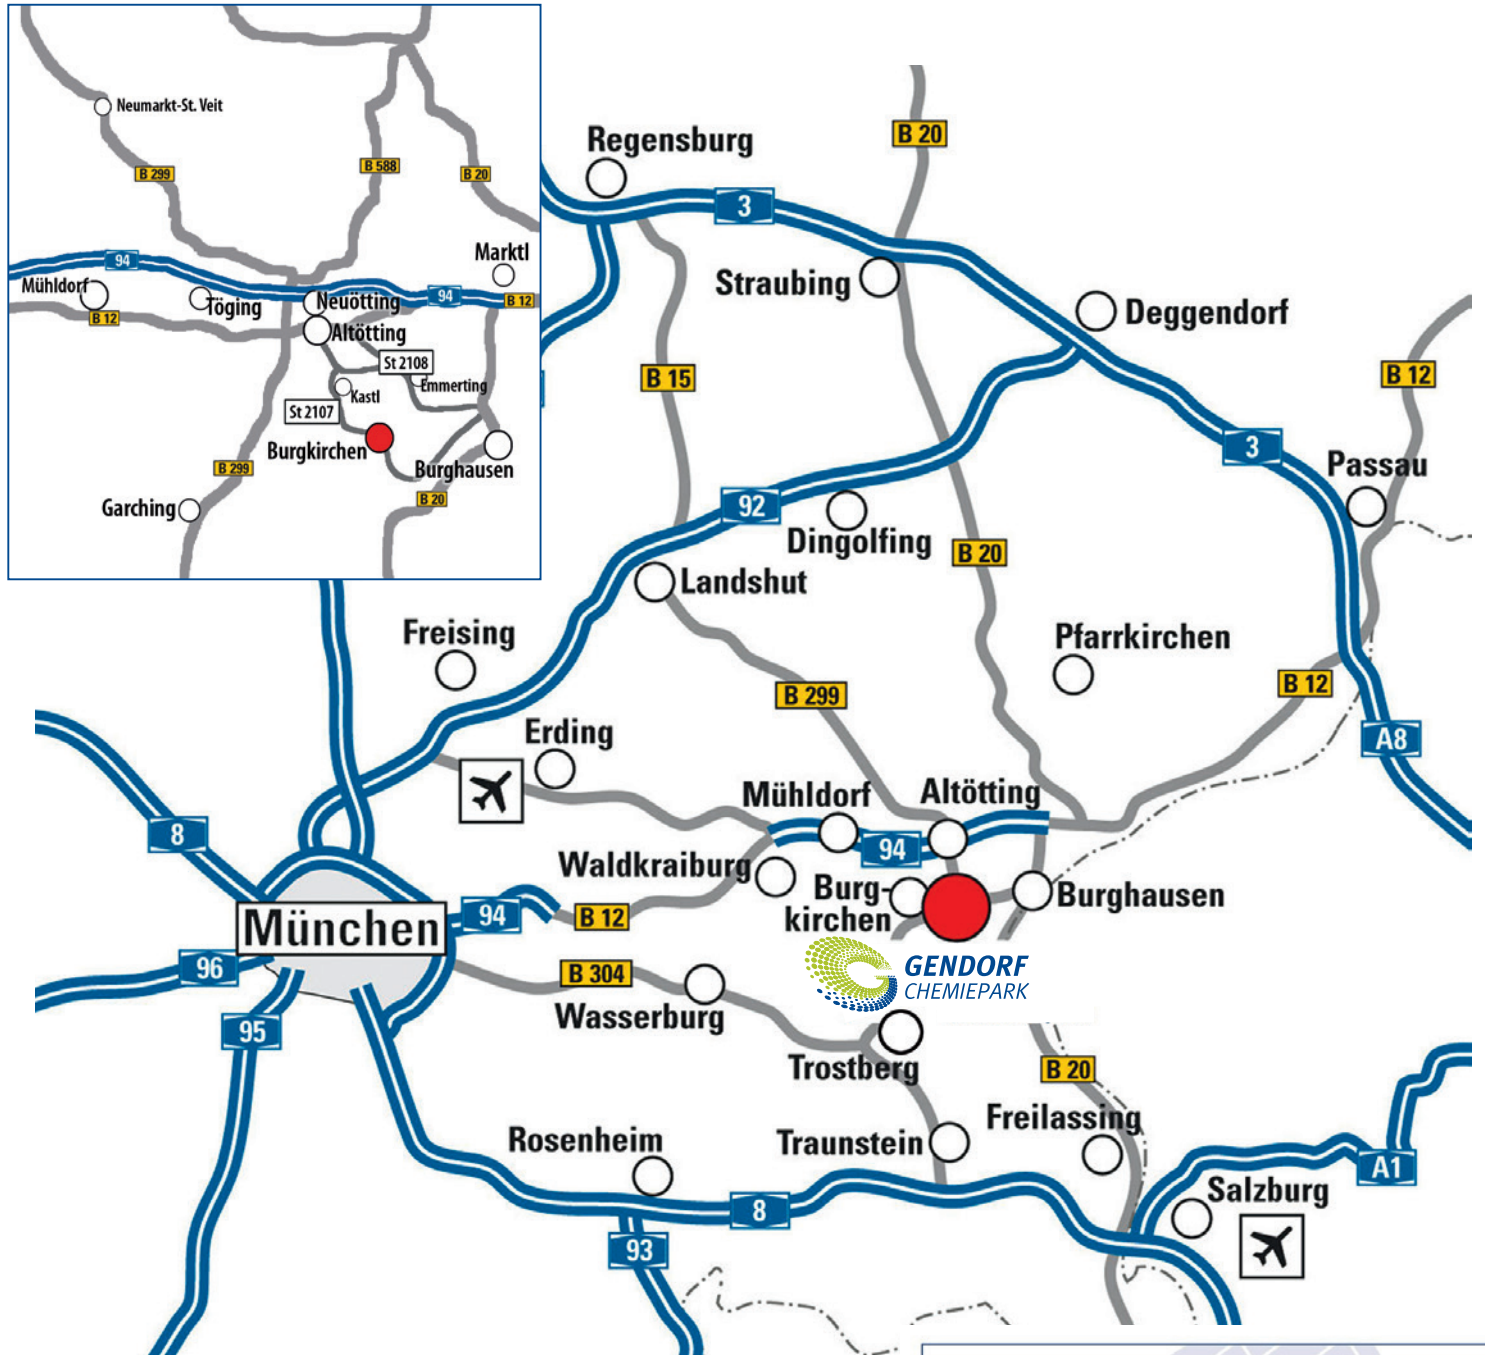 Neumarkt-St. Veit
B 299
B 588
B 20
Marktl
94
Mühldorf
Töging
Neuötting
94
B 12
B 12
Altötting
St 2108
Emmerting
Kastl
St 2107
Burgkirchen
Burghausen
B 299
B 20
Garching
Regensburg
B 20
3
Straubing
Deggendorf
B 15
B 12
3
Passau
92
Dingolfing
B 20
Landshut
Freising
Pfarrkirchen
B 299
B 12
Erding
A8
Mühldorf
Altötting
8
94
Waldkraiburg
Burg-
kirchen
Burghausen
94
B 12
München
96
B 304
GENDORF
CHEMIEPARK
Wasserburg
95
Trostberg
B 20
Freilassing
Rosenheim
Traunstein
A1
Salzburg
8
93